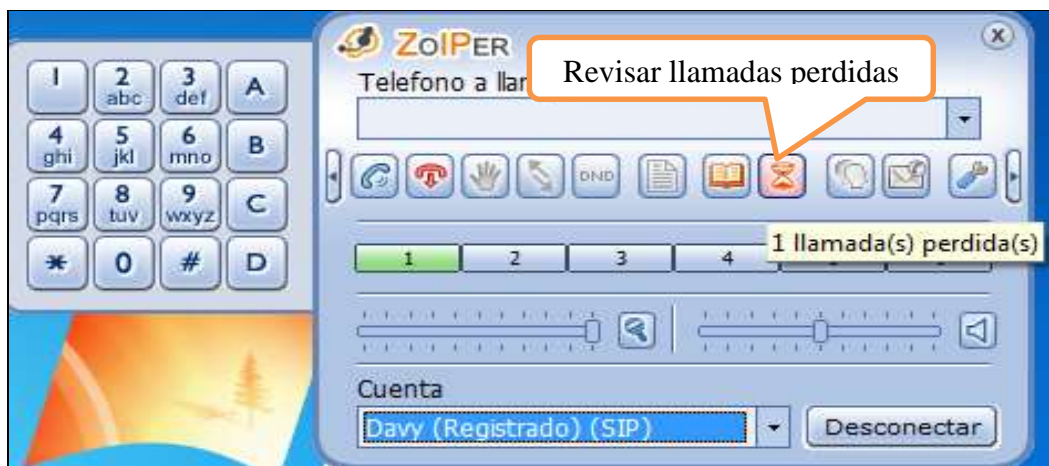 1
2 abc
3 def
A
4 ghi
5 jkl
6 mno
B
7 pqrs
8 tuv
9 wxyz
C
*
0
#
D
ZOIPER
Telefono a llar
Revisar llamadas perdidas
DND
1 llamada(s) perdida(s)
1 2 3 4
Cuenta
Davy (Registrado) (SIP)
Desconectar